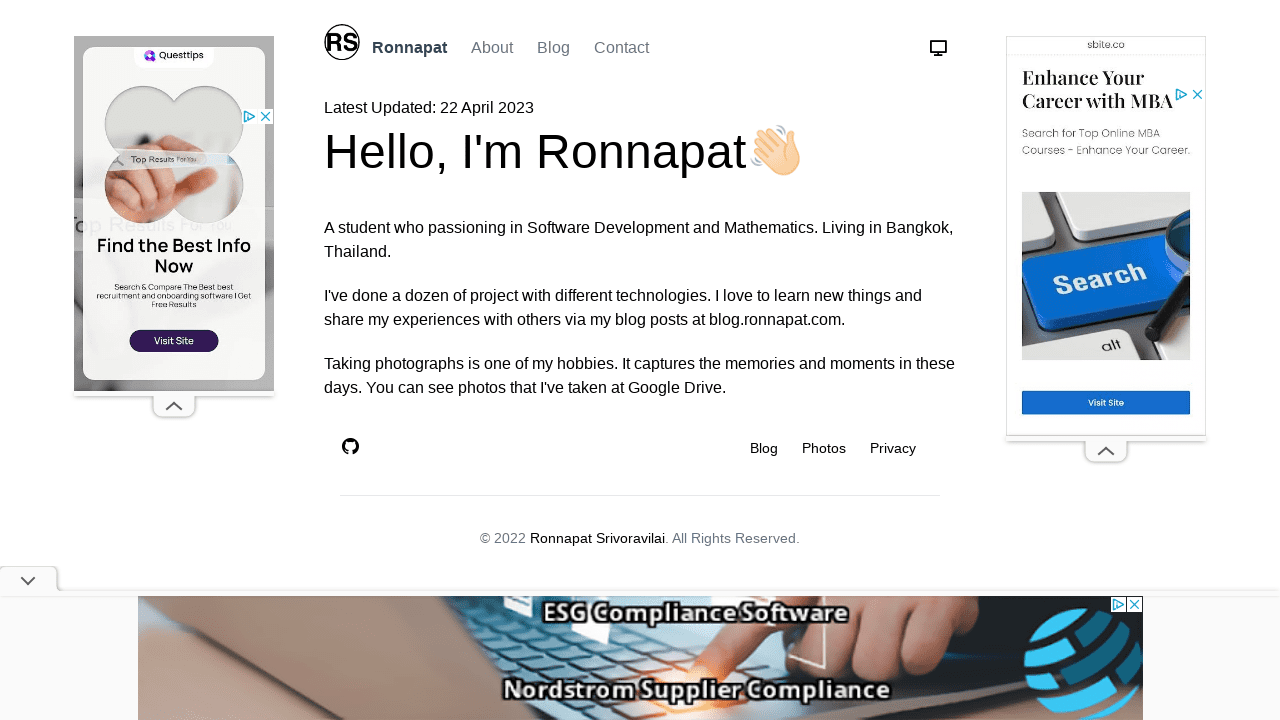 RS
Ronnapat
About
Blog
Contact
Latest Updated: 22 April 2023
Hello, I'm Ronnapat
A student who passioning in Software Development and Mathematics. Living in Bangkok,
Thailand.
I've done a dozen of project with different technologies. I love to learn new things and
share my experiences with others via my blog posts at blog.ronnapat.com.
Taking photographs is one of my hobbies. It captures the memories and moments in these
days. You can see photos that I've taken at Google Drive.
Blog
Photos
Privacy
© 2022 Ronnapat Srivoravilai. All Rights Reserved.
Questtips
Top Results For You
Top Results For You
Find the Best Info
Now
Search & Compare The Best best
recruitment and onboarding software | Get
Free Results
Visit Site
sbite.co
Enhance Your
Career with MBA
Search for Top Online MBA
Courses - Enhance Your Career.
Search
alt
Visit Site
ESG Compliance Software
Nordstrom Supplier Compliance